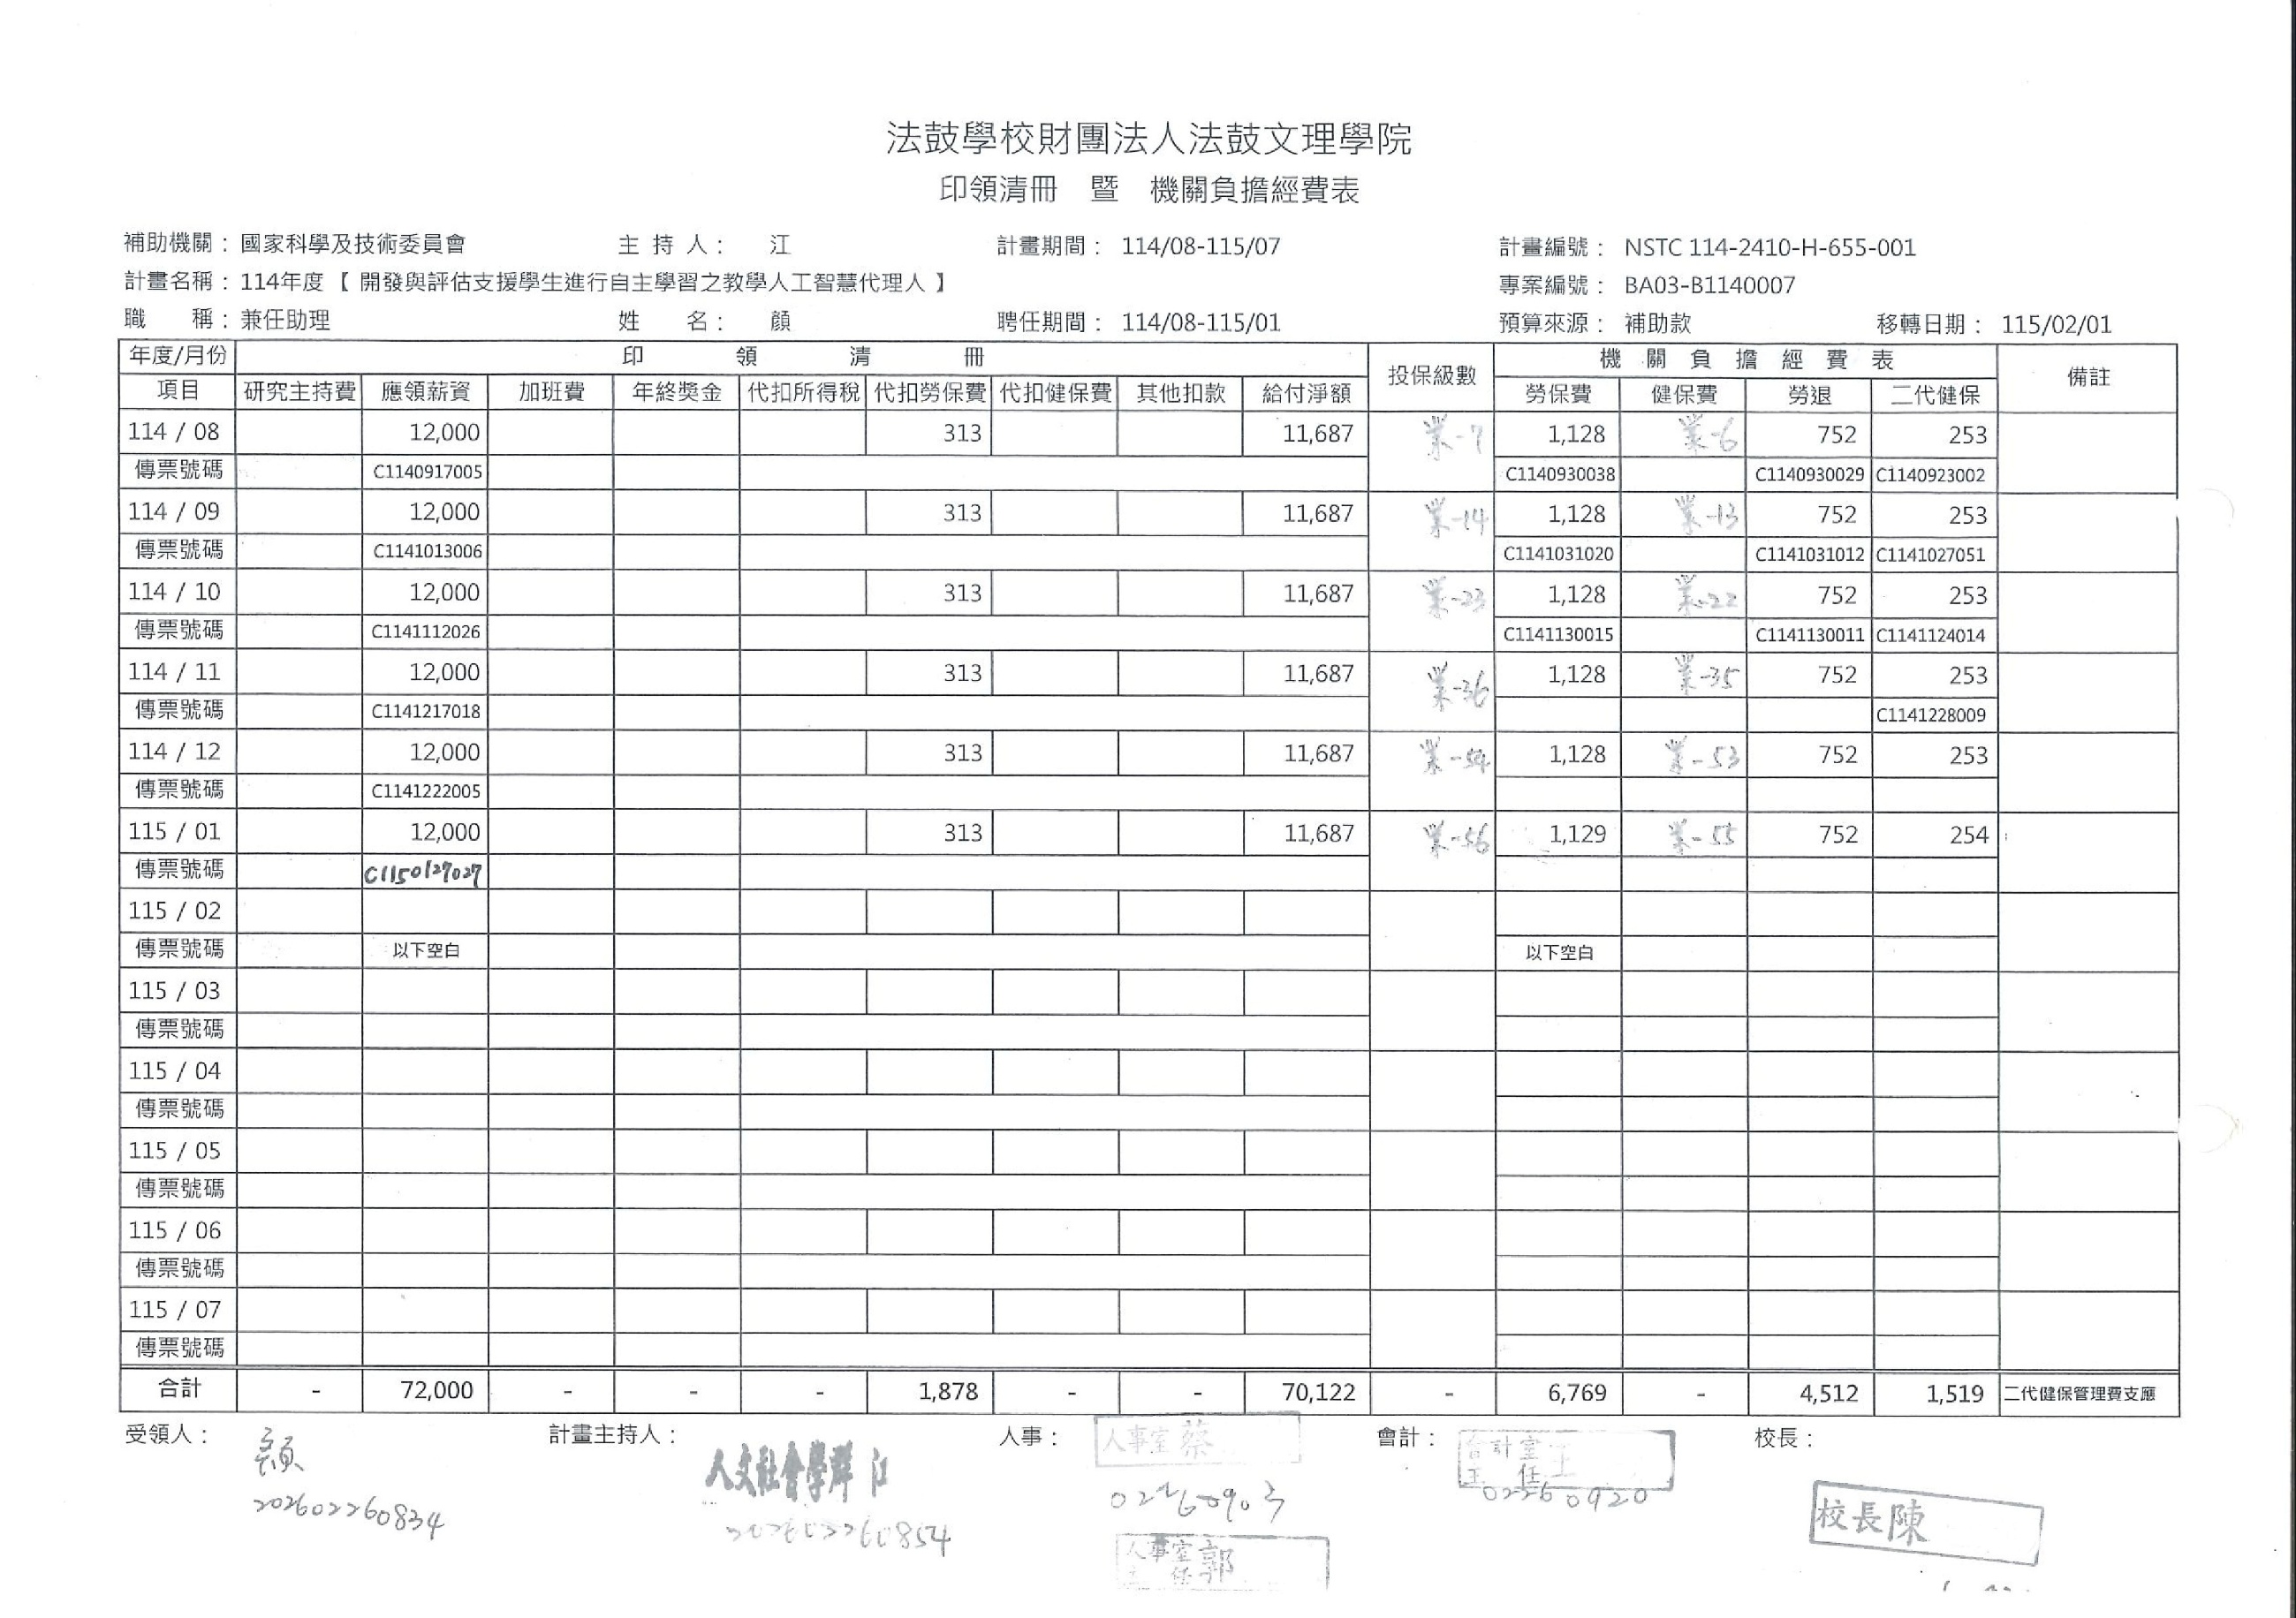 法鼓學校財團法人法鼓文理學院
印領清冊 暨 機關負擔經費表
補助機關： 國家科學及技術委員會 主 持 人： 江 計畫期間： 114/08-115/07 計畫編號： NSTC 114-2410-H-655-001
計畫名稱： 114年度 【 開發與評估支援學生進行自主學習之教學人工智慧代理人 】 專案編號： BA03-B1140007
職 稱： 兼任助理 姓 名： 顏 聘任期間： 114/08-115/01 預算來源： 補助款 移轉日期： 115/02/01
年度/月份 印 領 清 冊 投保級數 機 關 負 擔 經 費 表 備註
項目 研究主持費 應領薪資 加班費 年終獎金 代扣所得稅 代扣勞保費 代扣健保費 其他扣款 給付淨額 勞保費 健保費 勞退 二代健保
114 / 08 12,000 313 11,687 業-7 1,128 業-6 752 253
傳票號碼 C1140917005 C1140930038 C1140930029 C1140923002
114 / 09 12,000 313 11,687 業-14 1,128 業-13 752 253
傳票號碼 C1141013006 C1141031020 C1141031012 C1141027051
114 / 10 12,000 313 11,687 業-23 1,128 業-22 752 253
傳票號碼 C1141112026 C1141130015 C1141130011 C1141124014
114 / 11 12,000 313 11,687 業-36 1,128 業-35 752 253
傳票號碼 C1141217018 C1141228009
114 / 12 12,000 313 11,687 業-54 1,128 業-53 752 253
傳票號碼 C1141222005
115 / 01 12,000 313 11,687 業-56 1,129 業-55 752 254
傳票號碼 C1150127027
115 / 02
傳票號碼 以下空白 以下空白
115 / 03
傳票號碼
115 / 04
傳票號碼
115 / 05
傳票號碼
115 / 06
傳票號碼
115 / 07
傳票號碼
合計 - 72,000 - - - 1,878 - - 70,122 - 6,769 - 4,512 1,519 二代健保管理費支應
受領人： 計畫主持人： 人事： 會計： 校長：
顏 人文社會學群 江 人事室 蔡 會計室 王
主 任
202602260834 02260903 02260920
校長 陳
人事室 郭
主 任